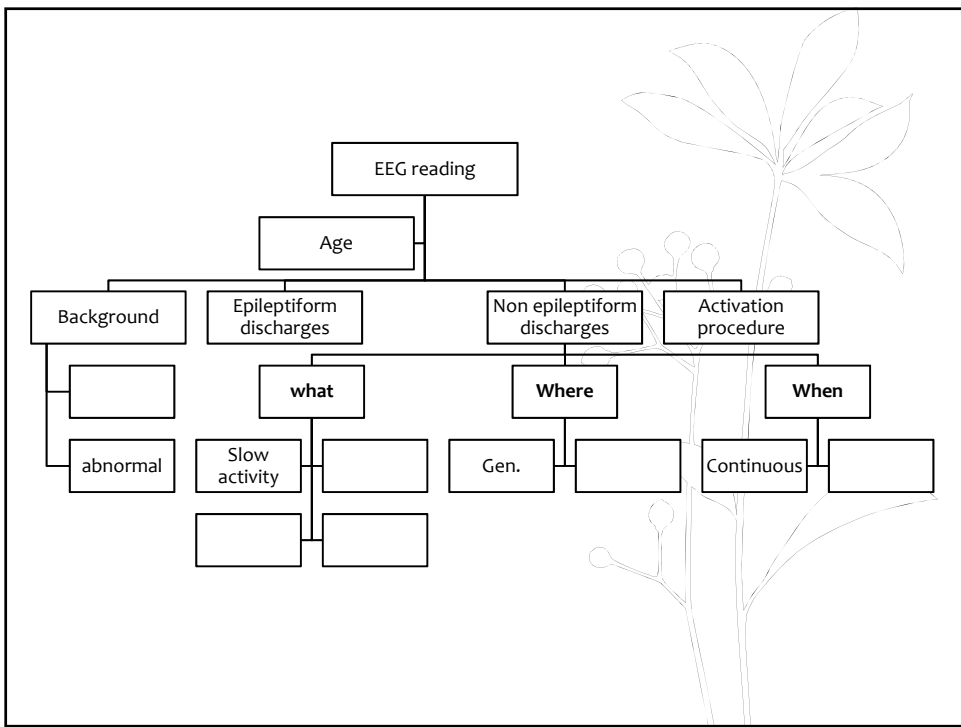 EEG reading
Age
Background
Epileptiform
discharges
Non epileptiform
discharges
Activation
procedure
what
Where
When
abnormal
Slow
activity
Gen.
Continuous